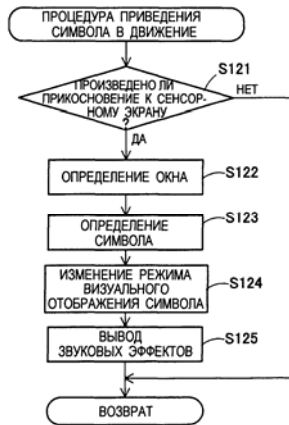 ПРОЦЕДУРА ПРИВЕДЕНИЯ
СИМВОЛА В ДВИЖЕНИЕ
S121
ПРОИЗВЕДЕНО ЛИ
ПРИКОСНОВЕНИЕ К СЕНСОР-
НОМУ ЭКРАНУ
?
НЕТ
ДА
ОПРЕДЕЛЕНИЕ ОКНА
S122
ОПРЕДЕЛЕНИЕ
СИМВОЛА
S123
ИЗМЕНЕНИЕ РЕЖИМА
ВИЗУАЛЬНОГО
ОТОБРАЖЕНИЯ СИМВОЛА
S124
ВЫВОД
ЗВУКОВЫХ ЭФФЕКТОВ
S125
ВОЗВРАТ